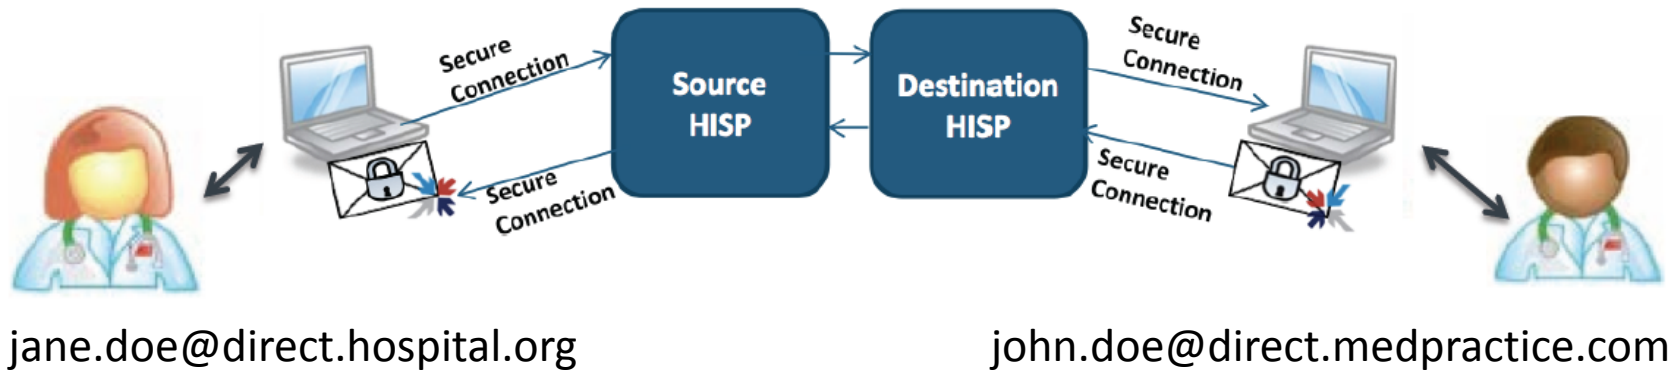 Secure
Connection
Source
HISP
Destination
HISP
Secure
Connection
Secure
Connection
Secure
Connection
jane.doe@direct.hospital.org
john.doe@direct.medpractice.com